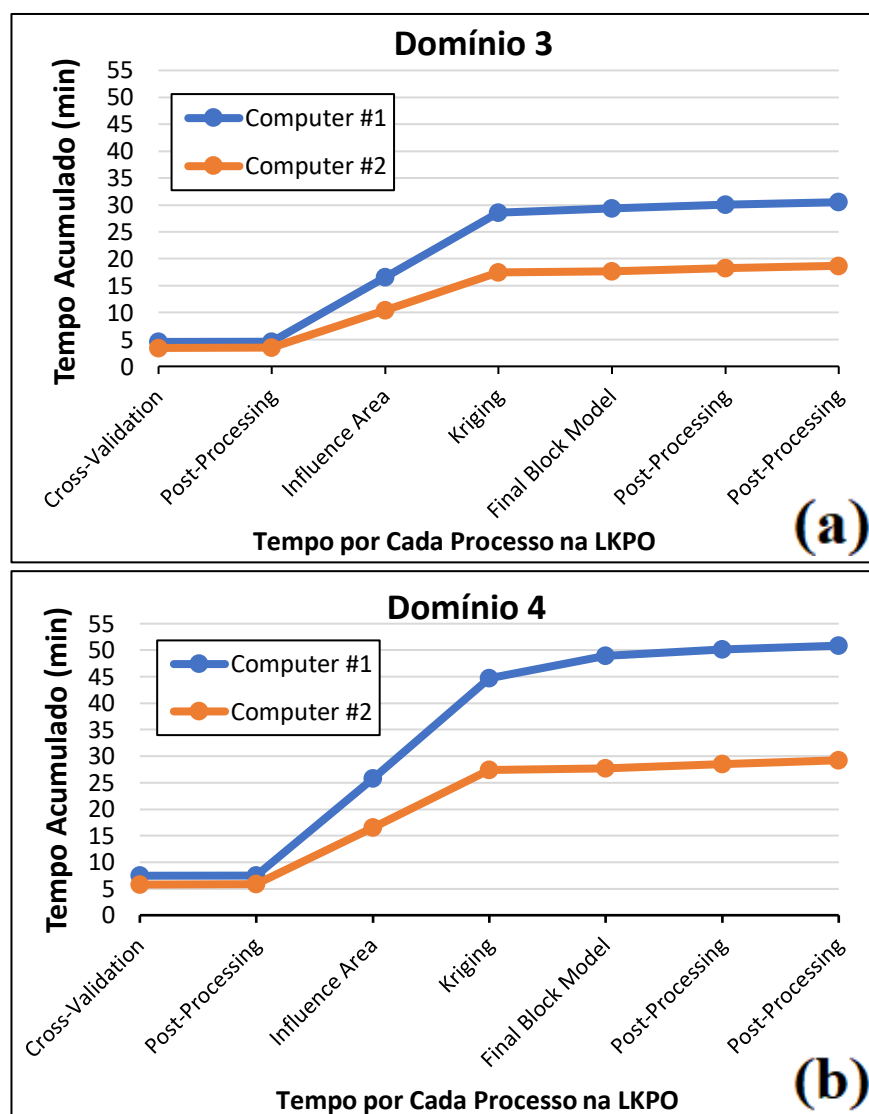 Domínio 3
Tempo Acumulado (min)
55
50
45
40
35
30
25
20
15
10
5
0
Computer #1
Computer #2
Cross-Validation
Post-Processing
Influence Area
Kriging
Final Block Model
Post-Processing
Post-Processing
Tempo por Cada Processo na LKPO
(a)
Domínio 4
Tempo Acumulado (min)
55
50
45
40
35
30
25
20
15
10
5
0
Computer #1
Computer #2
Cross-Validation
Post-Processing
Influence Area
Kriging
Final Block Model
Post-Processing
Post-Processing
Tempo por Cada Processo na LKPO
(b)